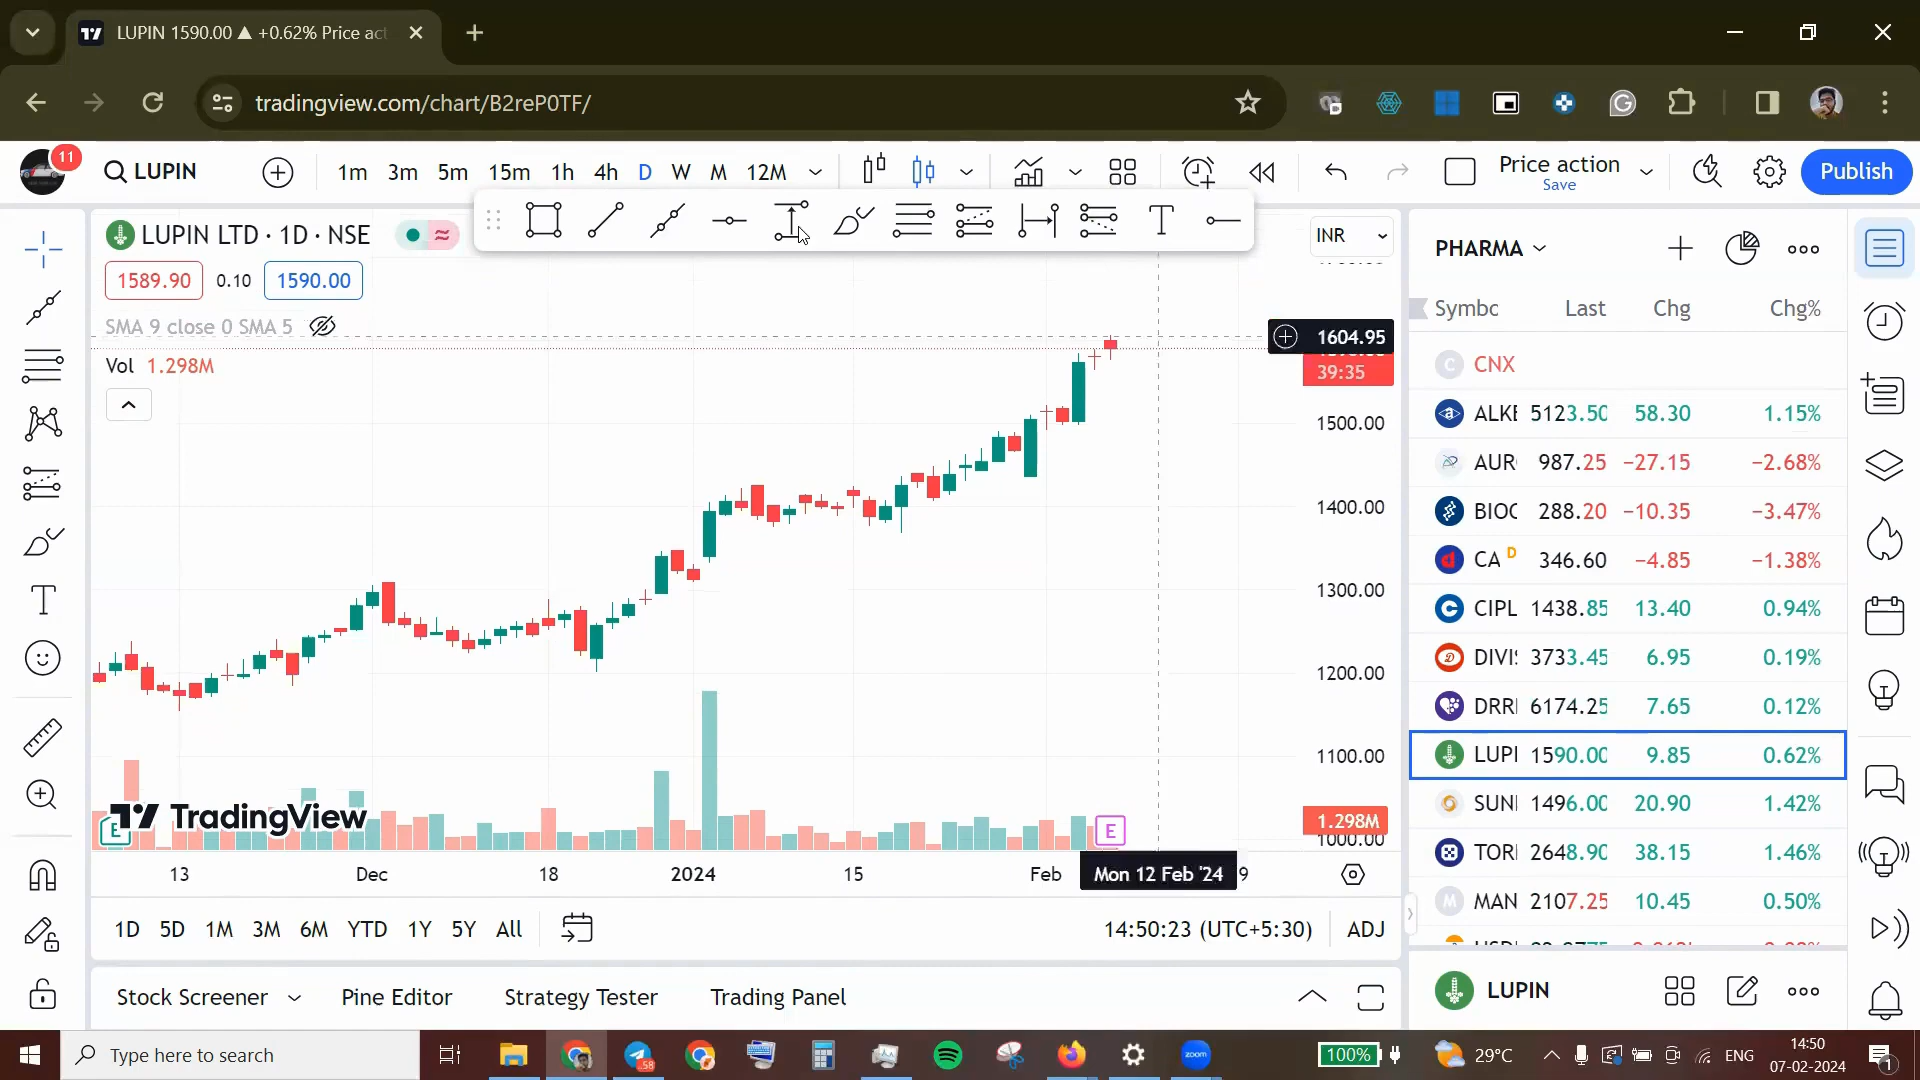 LUPIN 1590.00 ▲ +0.62% Price act
tradingview.com/chart/B2reP0TF/
11
LUPIN
1m 3m 5m 15m 1h 4h D W M 12M
Price action
Save
Publish
LUPIN LTD · 1D · NSE
INR
1589.90 0.10 1590.00
SMA 9 close 0 SMA 5
Vol 1.298M
1604.95
39:35
1500.00
1400.00
1300.00
1200.00
1100.00
1.298M
1000.00
TradingView
E
E
13 Dec 18 2024 15 Feb Mon 12 Feb '24 9
1D 5D 1M 3M 6M YTD 1Y 5Y All
14:50:23 (UTC+5:30) ADJ
Stock Screener Pine Editor Strategy Tester Trading Panel
PHARMA
Symbc Last Chg Chg%
C CNX
ALKE 5123.50 58.30 1.15%
AUR 987.25 −27.15 −2.68%
BIOC 288.20 −10.35 −3.47%
CA D 346.60 −4.85 −1.38%
CIPL 1438.85 13.40 0.94%
DIVI 3733.45 6.95 0.19%
DRRI 6174.25 7.65 0.12%
LUPI 1590.00 9.85 0.62%
SUNI 1496.00 20.90 1.42%
TORI 2648.90 38.15 1.46%
M MAN 2107.25 10.45 0.50%
LUPIN
Type here to search
58
zoom
100%
29°C
ENG
14:50
07-02-2024
1